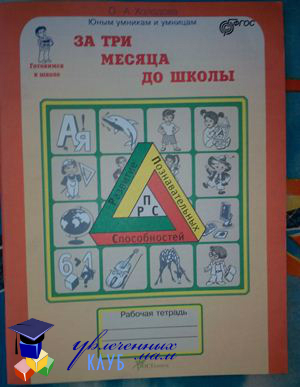 О. А. Холодова
Юным умникам и умницам
ФГОС
ЗА ТРИ
МЕСЯЦА
ДО ШКОЛЫ
Готовимся
к школе
АЯ
Развитие
Познавательных
Способностей
П
Р С
Рабочая тетрадь
увлеченных мам
КЛУБ